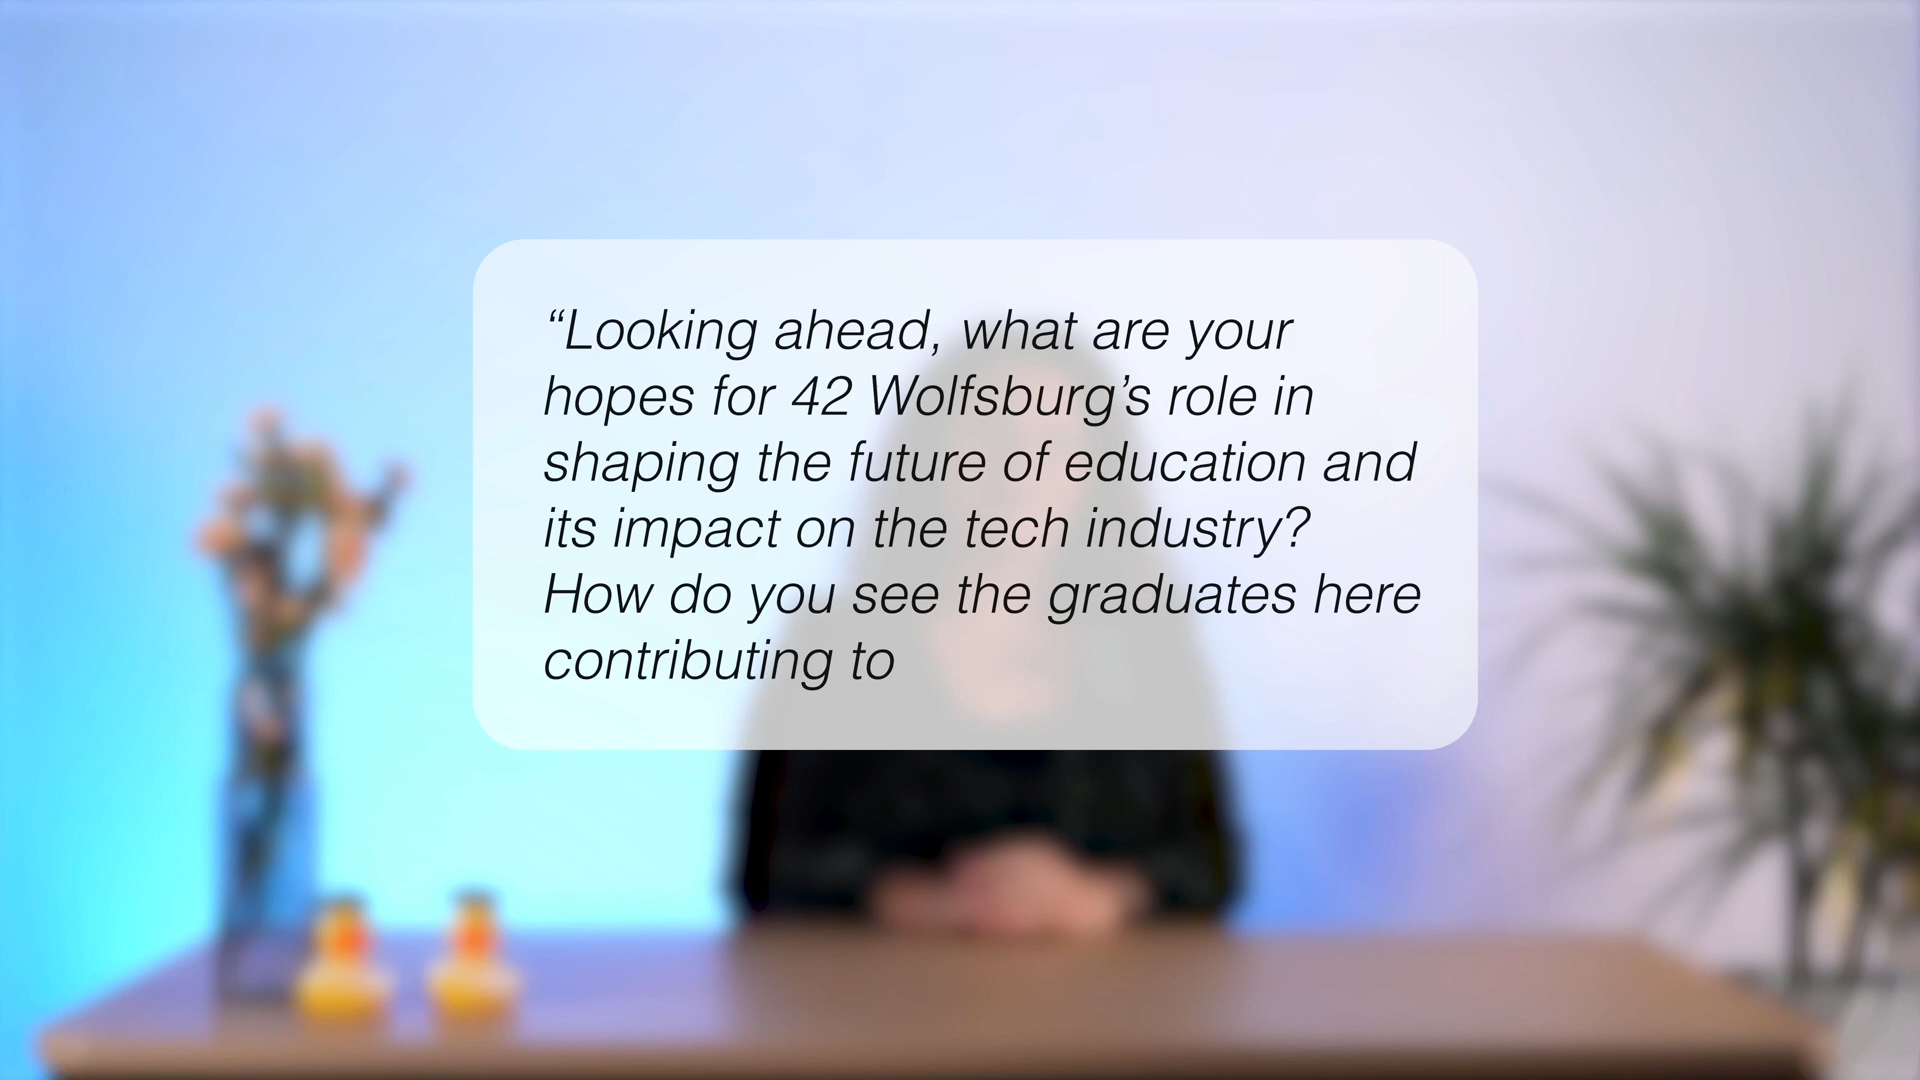 “Looking ahead, what are your
hopes for 42 Wolfsburg’s role in
shaping the future of education and
its impact on the tech industry?
How do you see the graduates here
contributing to